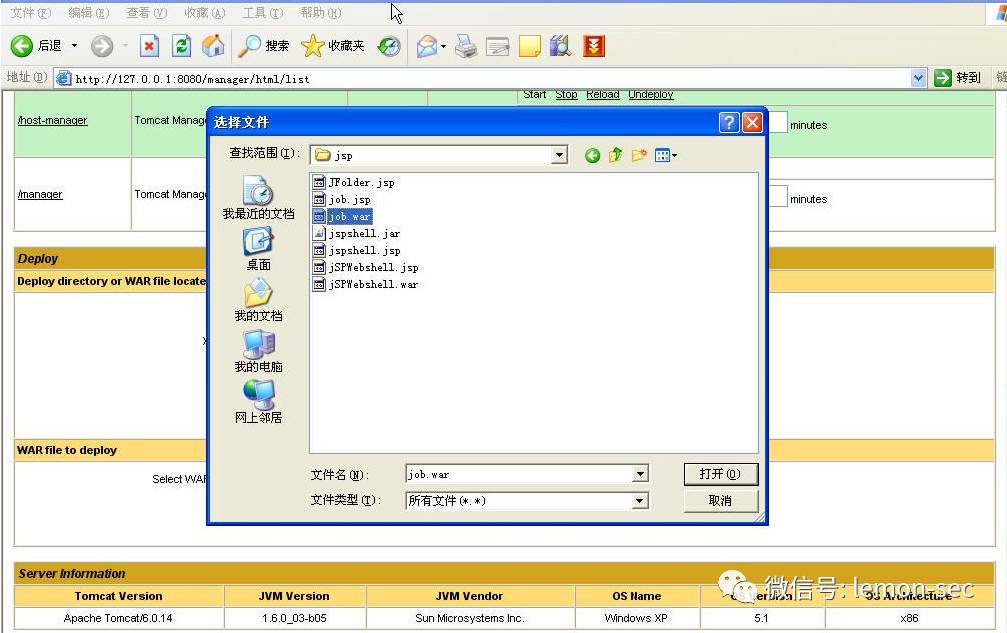 文件(F) 编辑(E) 查看(V) 收藏(A) 工具(T) 帮助(H)
后退 搜索 收藏夹
地址(D) http://127.0.0.1:8080/manager/html/list 转到 链
Start Stop Reload Undeploy
/host-manager Tomcat Manag minutes
/manager Tomcat Manag minutes
选择文件
查找范围(I): jsp
我最近的文档
桌面
我的文档
我的电脑
网上邻居
JFolder.jsp
job.jsp
job.war
jspshell.jar
jspshell.jsp
jSPWebshell.jsp
jSPWebshell.war
文件名(N): job.war 打开(O)
文件类型(T): 所有文件(*.*) 取消
Deploy
Deploy directory or WAR file locate
WAR file to deploy
Select WAR
Server Information
Tomcat Version JVM Version JVM Vendor OS Name OS Version OS Architecture
Apache Tomcat/6.0.14 1.6.0_03-b05 Sun Microsystems Inc. Windows XP 5.1 x86
微信号: lemon-sec